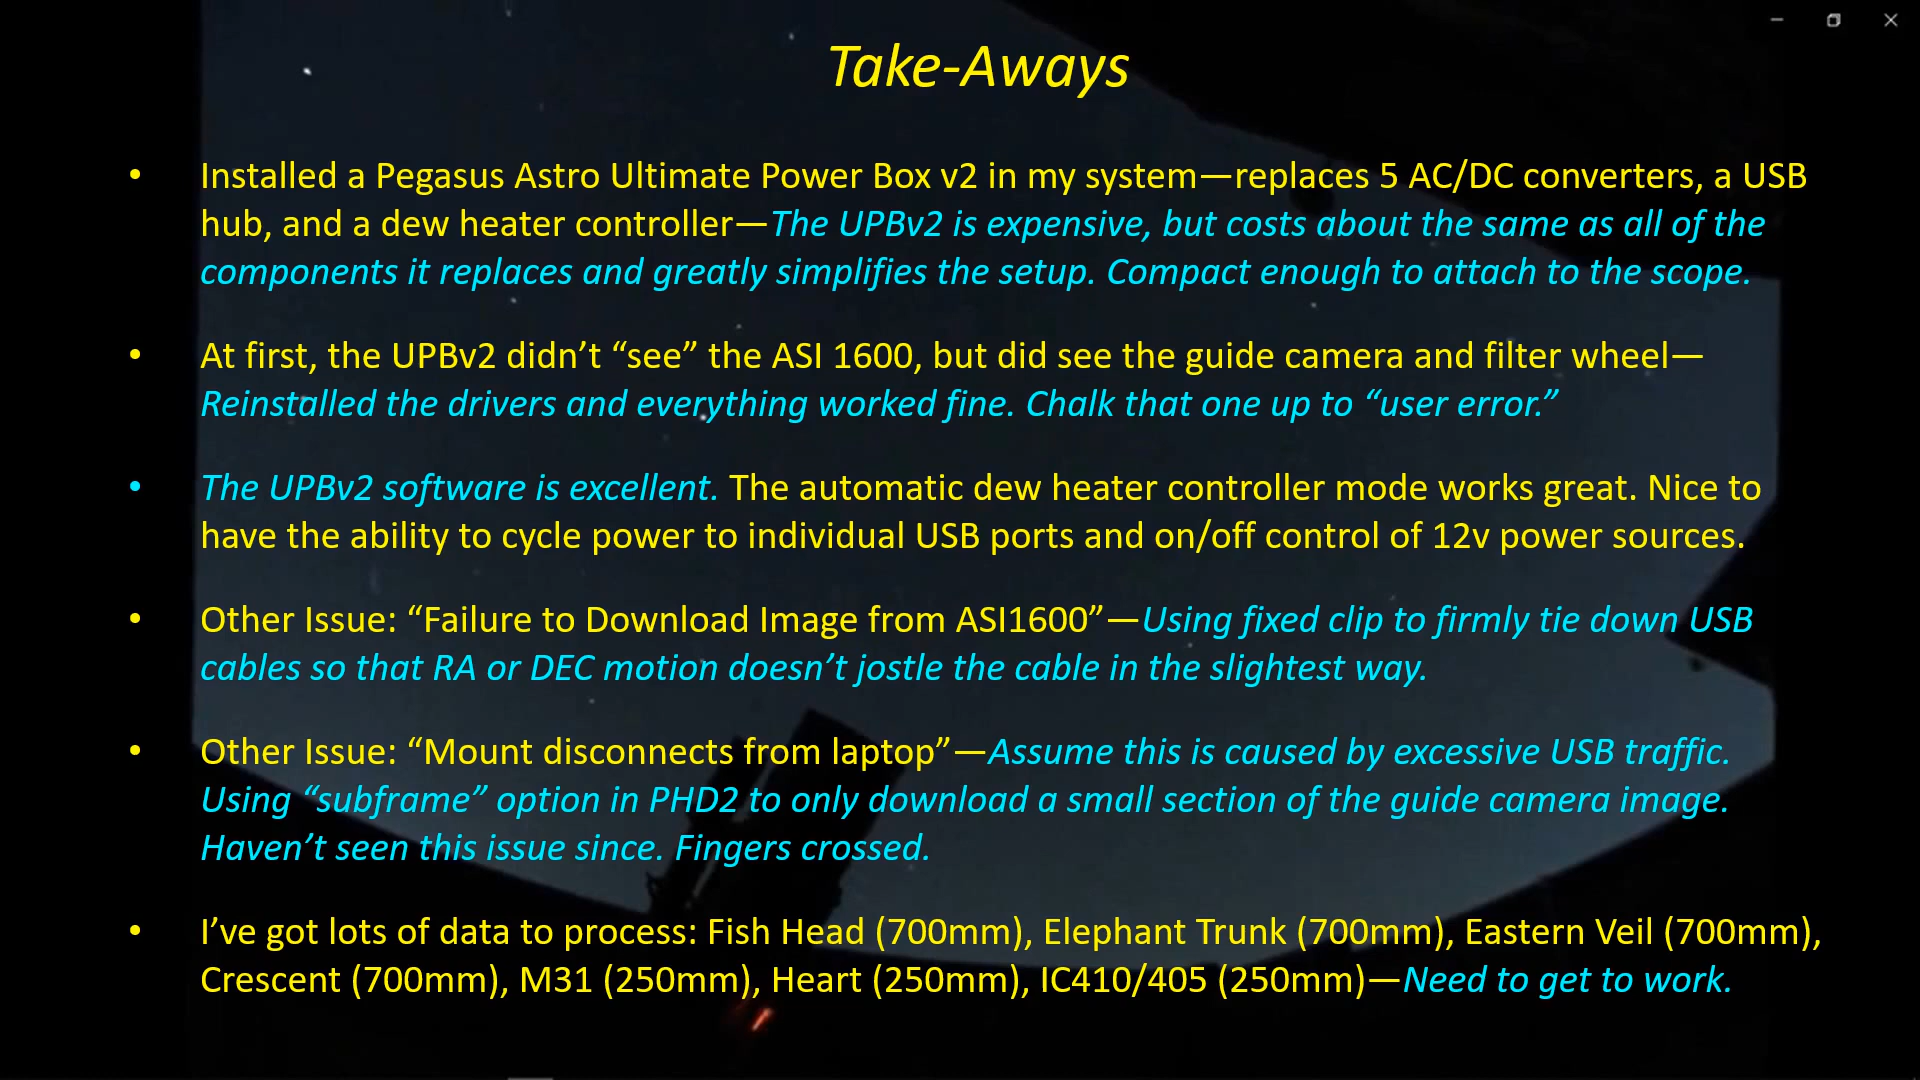 Take-Aways
• Installed a Pegasus Astro Ultimate Power Box v2 in my system—replaces 5 AC/DC converters, a USB
hub, and a dew heater controller—The UPBv2 is expensive, but costs about the same as all of the
components it replaces and greatly simplifies the setup. Compact enough to attach to the scope.
• At first, the UPBv2 didn’t “see” the ASI 1600, but did see the guide camera and filter wheel—
Reinstalled the drivers and everything worked fine. Chalk that one up to “user error.”
• The UPBv2 software is excellent. The automatic dew heater controller mode works great. Nice to
have the ability to cycle power to individual USB ports and on/off control of 12v power sources.
• Other Issue: “Failure to Download Image from ASI1600”—Using fixed clip to firmly tie down USB
cables so that RA or DEC motion doesn’t jostle the cable in the slightest way.
• Other Issue: “Mount disconnects from laptop”—Assume this is caused by excessive USB traffic.
Using “subframe” option in PHD2 to only download a small section of the guide camera image.
Haven’t seen this issue since. Fingers crossed.
• I’ve got lots of data to process: Fish Head (700mm), Elephant Trunk (700mm), Eastern Veil (700mm),
Crescent (700mm), M31 (250mm), Heart (250mm), IC410/405 (250mm)—Need to get to work.